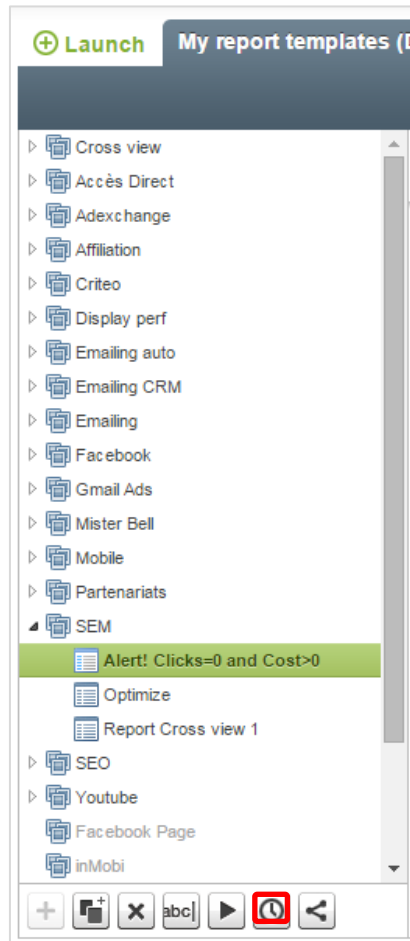 Launch
My report templates (
Cross view
Accès Direct
Adexchange
Affiliation
Criteo
Display perf
Emailing auto
Emailing CRM
Emailing
Facebook
Gmail Ads
Mister Bell
Mobile
Partenariats
SEM
Alert! Clicks=0 and Cost>0
Optimize
Report Cross view 1
SEO
Youtube
Facebook Page
inMobi
abc